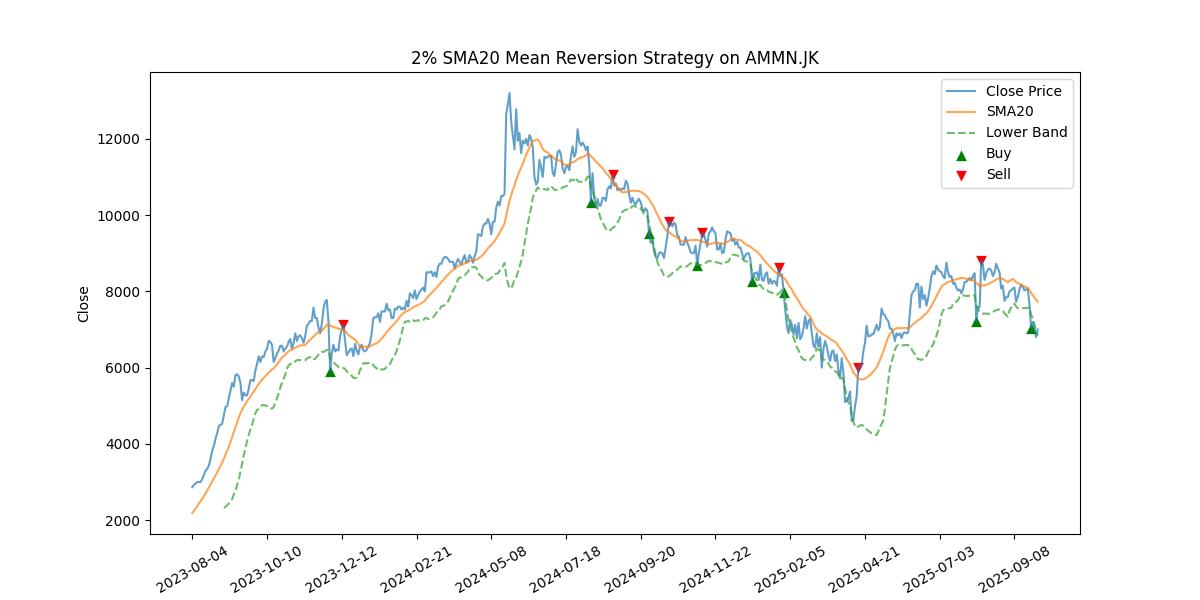 2% SMA20 Mean Reversion Strategy on AMMN.JK
Close Price
SMA20
Lower Band
Buy
Sell
12000
10000
8000
6000
4000
2000
Close
2023-08-04
2023-10-10
2023-12-12
2024-02-21
2024-05-08
2024-07-18
2024-09-20
2024-11-22
2025-02-05
2025-04-21
2025-07-03
2025-09-08